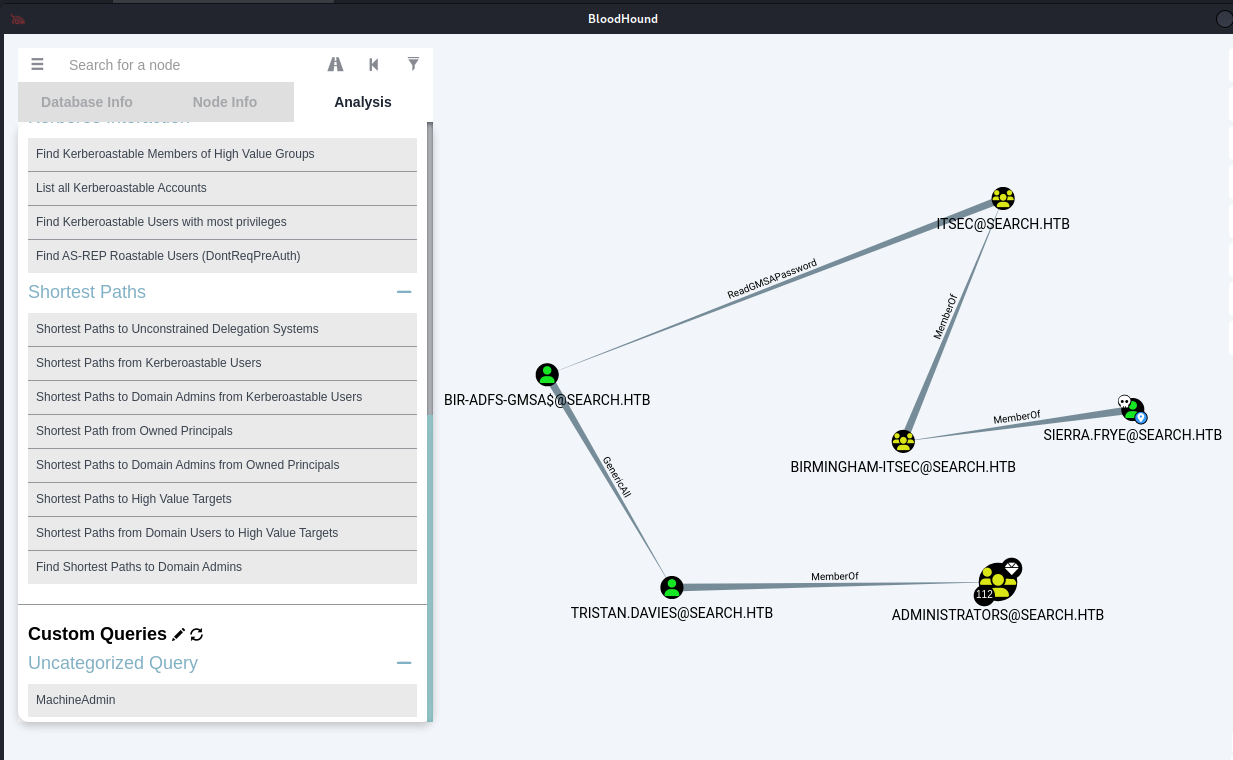 BloodHound
Search for a node
Database Info
Node Info
Analysis
Kerberos Interaction
Find Kerberoastable Members of High Value Groups
List all Kerberoastable Accounts
Find Kerberoastable Users with most privileges
Find AS-REP Roastable Users (DontReqPreAuth)
Shortest Paths
Shortest Paths to Unconstrained Delegation Systems
Shortest Paths from Kerberoastable Users
Shortest Paths to Domain Admins from Kerberoastable Users
Shortest Path from Owned Principals
Shortest Paths to Domain Admins from Owned Principals
Shortest Paths to High Value Targets
Shortest Paths from Domain Users to High Value Targets
Find Shortest Paths to Domain Admins
Custom Queries
Uncategorized Query
MachineAdmin
ITSEC@SEARCH.HTB
ReadGMSAPassword
MemberOf
BIR-ADFS-GMSA$@SEARCH.HTB
MemberOf
SIERRA.FRYE@SEARCH.HTB
BIRMINGHAM-ITSEC@SEARCH.HTB
GenericAll
MemberOf
112
TRISTAN.DAVIES@SEARCH.HTB
ADMINISTRATORS@SEARCH.HTB